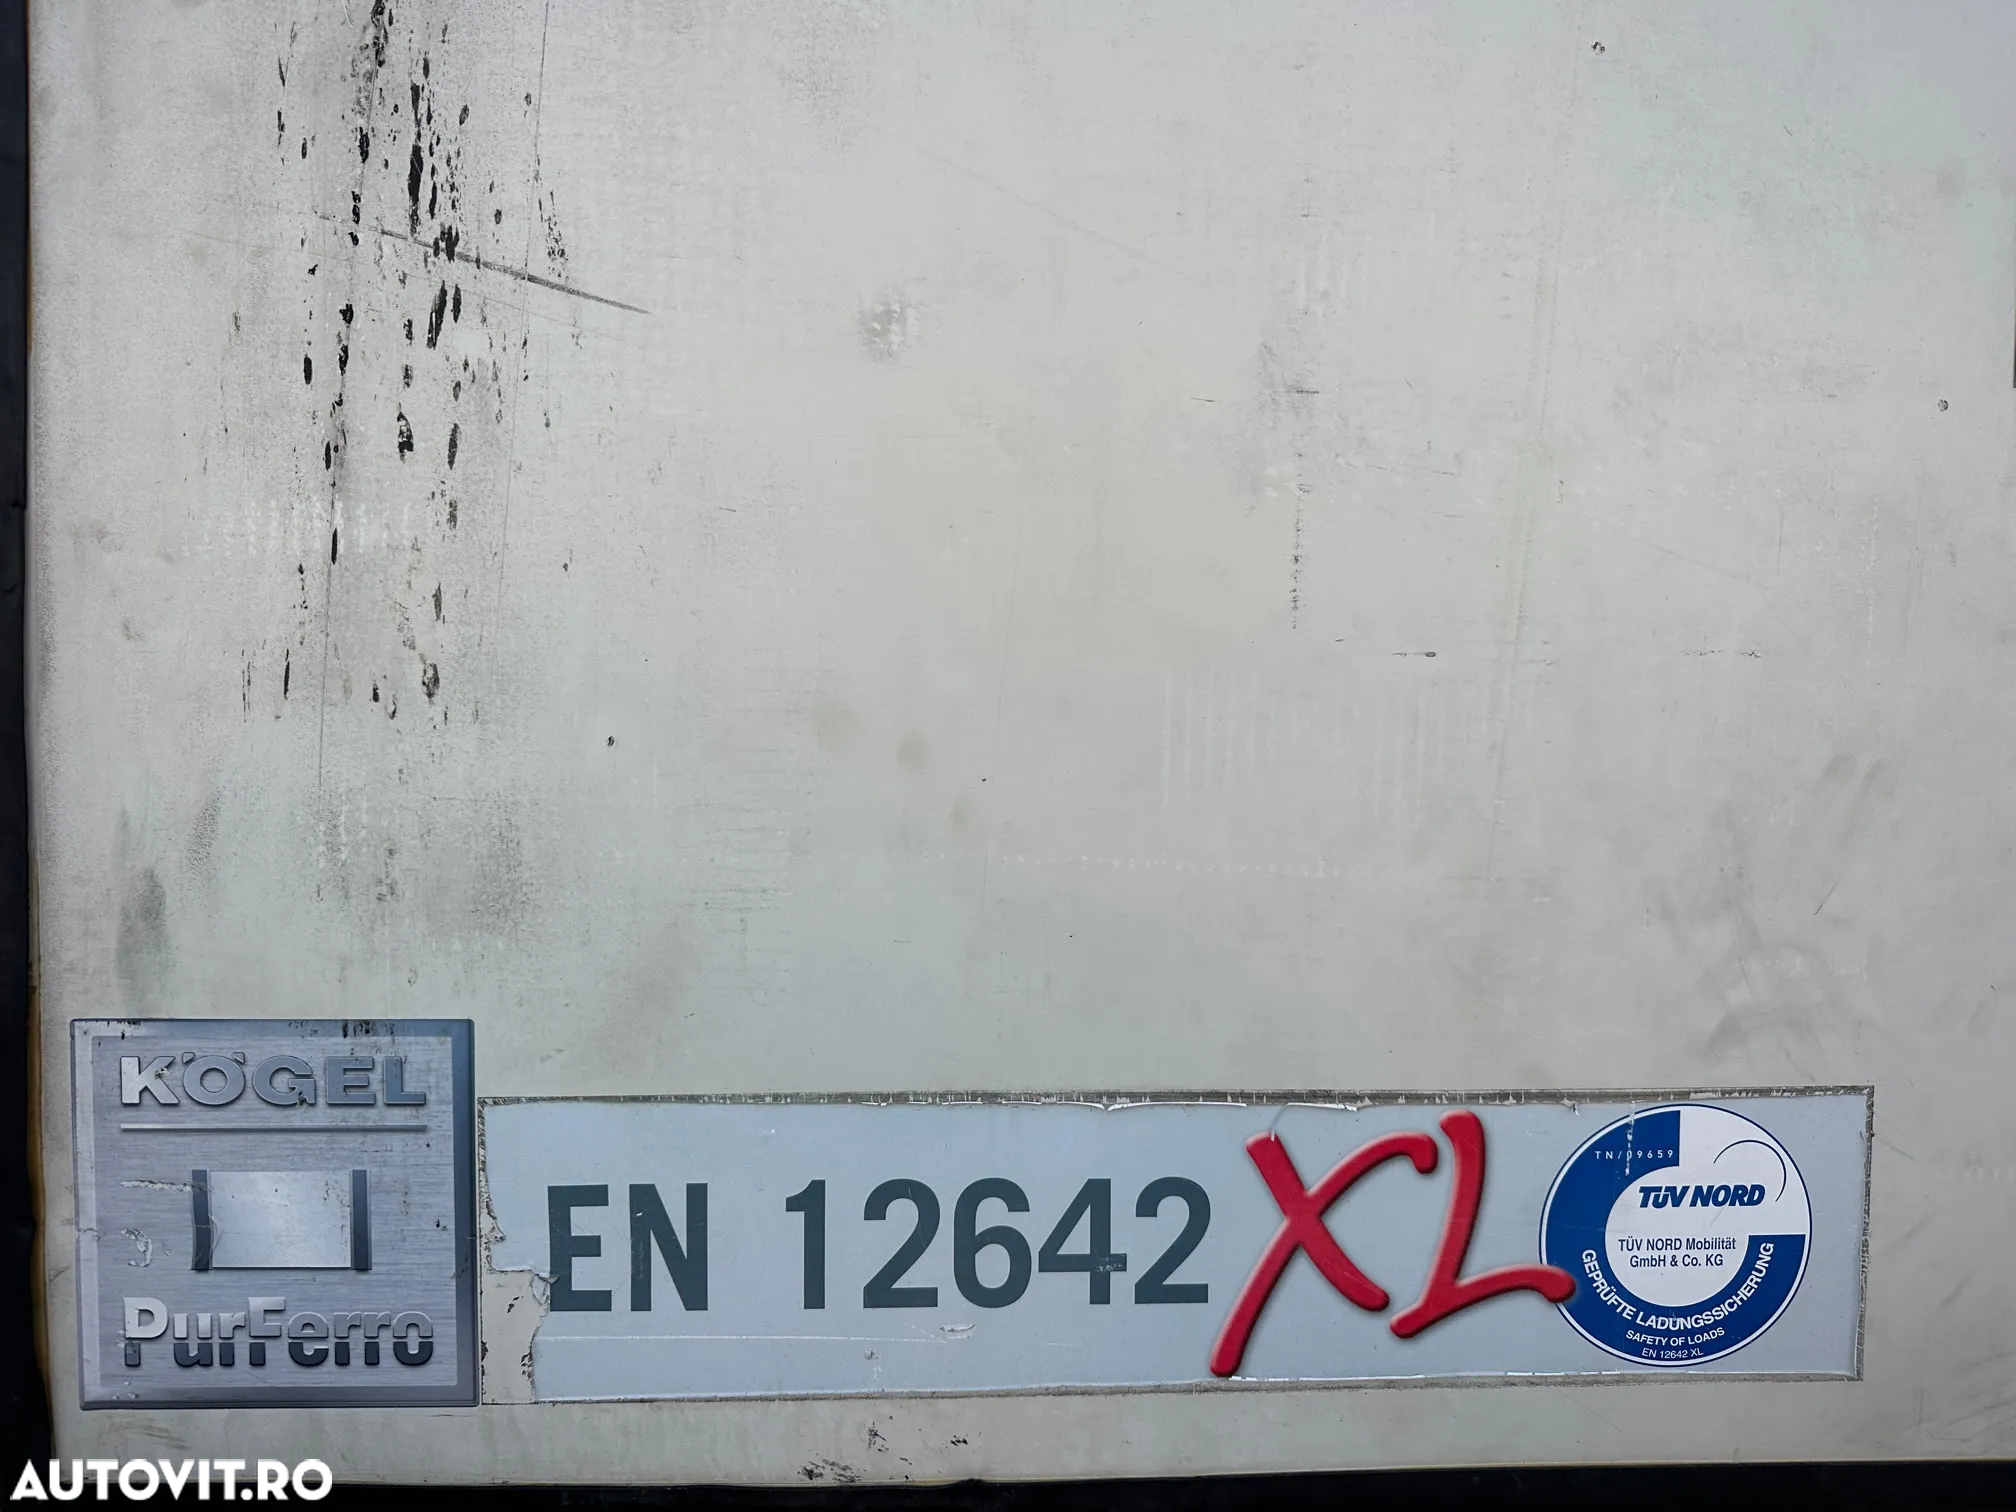 KÖGEL
PurFerro
EN 12642 XL
TN/09659
TÜV NORD
TÜV NORD Mobilität
GmbH & Co. KG
GEPRÜFTE LADUNGSSICHERUNG
SAFETY OF LOADS
EN 12642 XL
AUTOVIT.RO